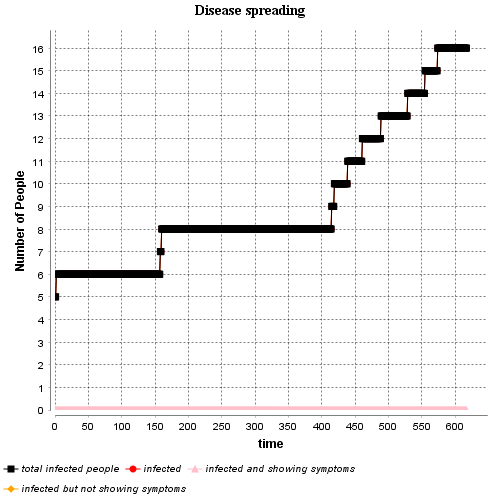 Disease spreading
Number of People
16
15
14
13
12
11
10
9
8
7
6
5
4
3
2
1
0
0 50 100 150 200 250 300 350 400 450 500 550 600
time
total infected people infected infected and showing symptoms
infected but not showing symptoms